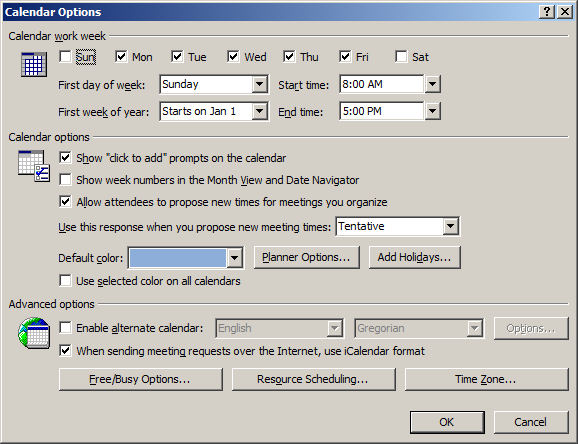 Calendar Options
Calendar work week
Sun Mon Tue Wed Thu Fri Sat
First day of week: Sunday Start time: 8:00 AM
First week of year: Starts on Jan 1 End time: 5:00 PM
Calendar options
Show "click to add" prompts on the calendar
Show week numbers in the Month View and Date Navigator
Allow attendees to propose new times for meetings you organize
Use this response when you propose new meeting times: Tentative
Default color: Planner Options... Add Holidays...
Use selected color on all calendars
Advanced options
Enable alternate calendar: English Gregorian Options...
When sending meeting requests over the Internet, use iCalendar format
Free/Busy Options... Resource Scheduling... Time Zone...
OK Cancel